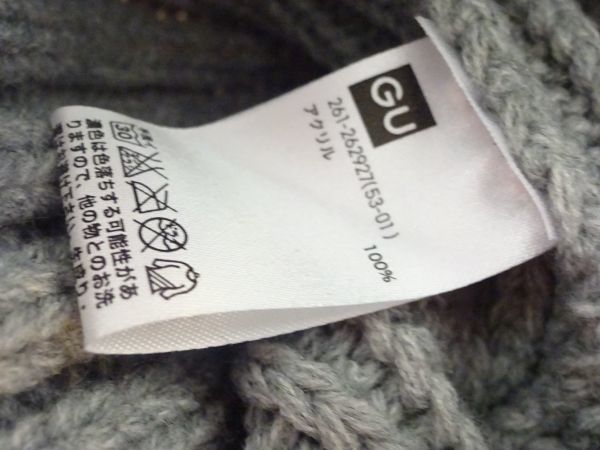 GU
261-262927(53-01)
アクリル 100%
30
濃色は色落ちする可能性があ
りますので、他の物とのお洗